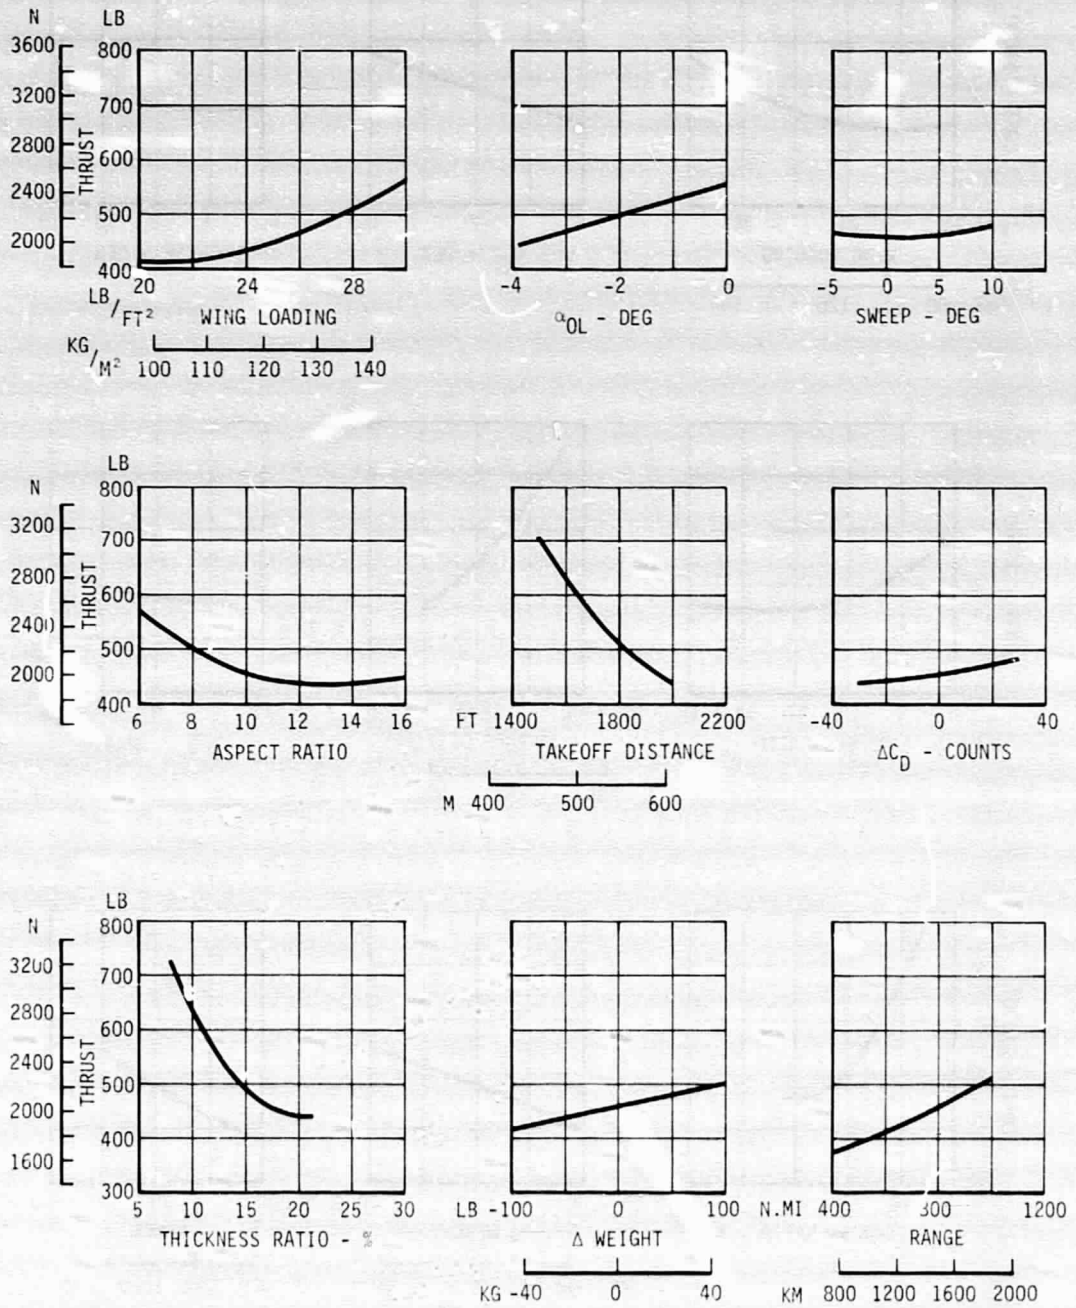 N LB
3600 800
3200 700
2800 600
2400 500
2000 400
THRUST
20 24 28
LB/FT² WING LOADING
KG/M² 100 110 120 130 140
-4 -2 0
αOL - DEG
-5 0 5 10
SWEEP - DEG
N LB
800
3200 700
2800 600
2400 500
2000 400
THRUST
6 8 10 12 14 16
ASPECT RATIO
FT 1400 1800 2200
TAKEOFF DISTANCE
M 400 500 600
-40 0 40
ΔCD - COUNTS
N LB
800
3200 700
2800 600
2400 500
2000 400
1600 300
THRUST
5 10 15 20 25 30
THICKNESS RATIO - %
LB -100 0 100
Δ WEIGHT
KG -40 0 40
N.MI 400 800 1200
RANGE
KM 800 1200 1600 2000